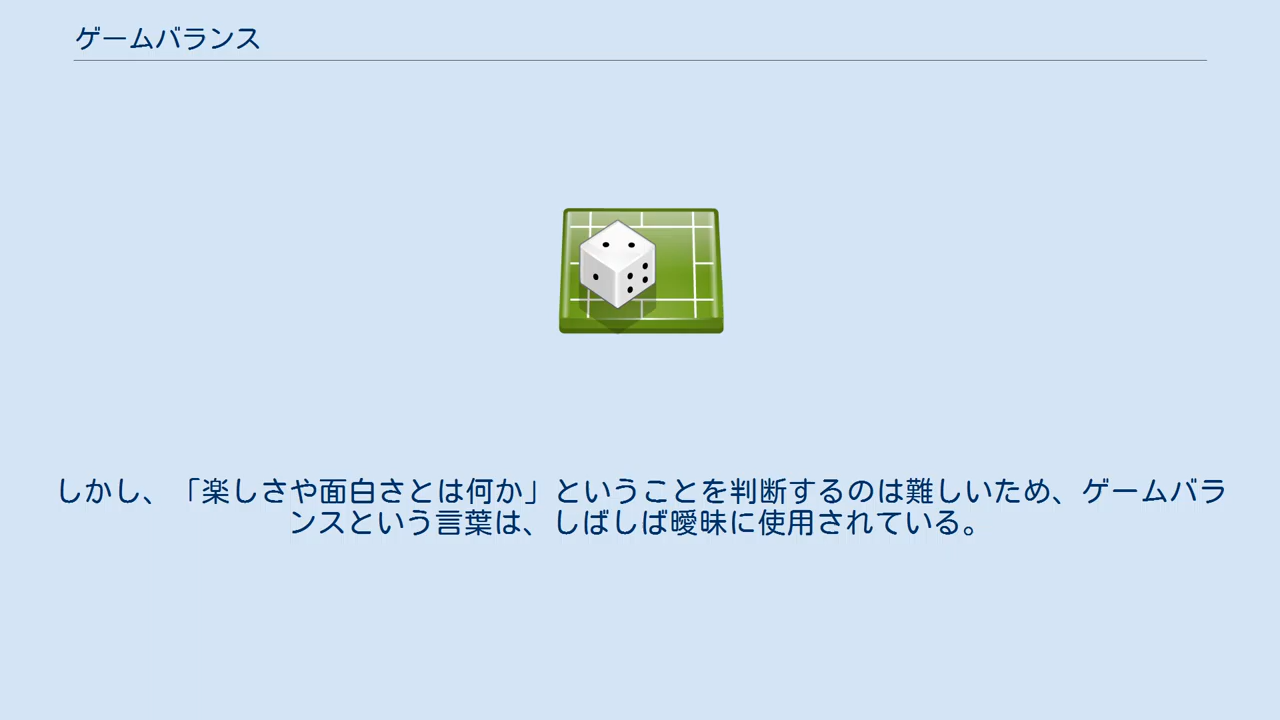 ゲームバランス
しかし、「楽しさや面白さとは何か」ということを判断するのは難しいため、ゲームバラ
ンスという言葉は、しばしば曖昧に使用されている。